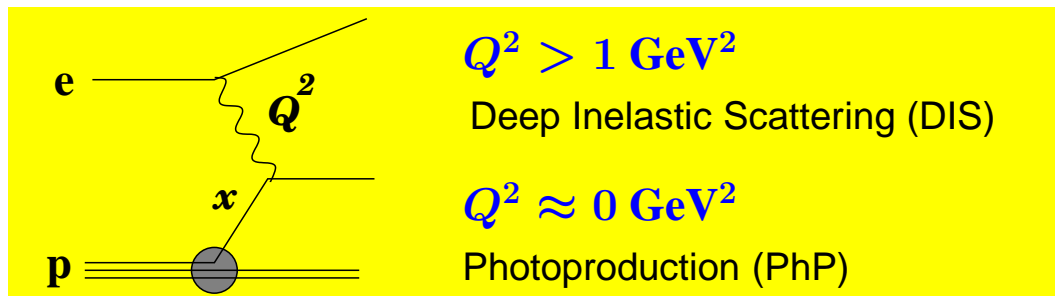 e
Q²
x
p
Q² > 1 GeV²
Deep Inelastic Scattering (DIS)
Q² ≈ 0 GeV²
Photoproduction (PhP)